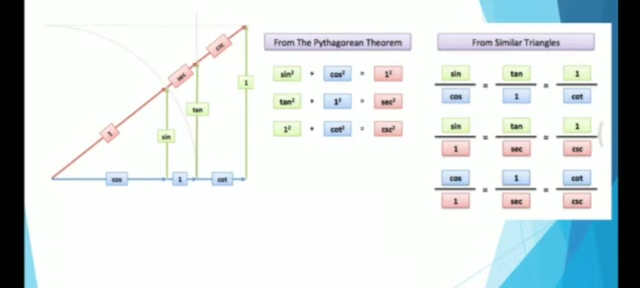 csc
sec
1
1
tan
sin
cos 1 cot
From The Pythagorean Theorem
sin² + cos² = 1²
tan² + 1² = sec²
1² + cot² = csc²
From Similar Triangles
sin = tan = 1
cos 1 cot
sin = tan = 1
1 sec csc
cos = 1 = cot
1 sec csc